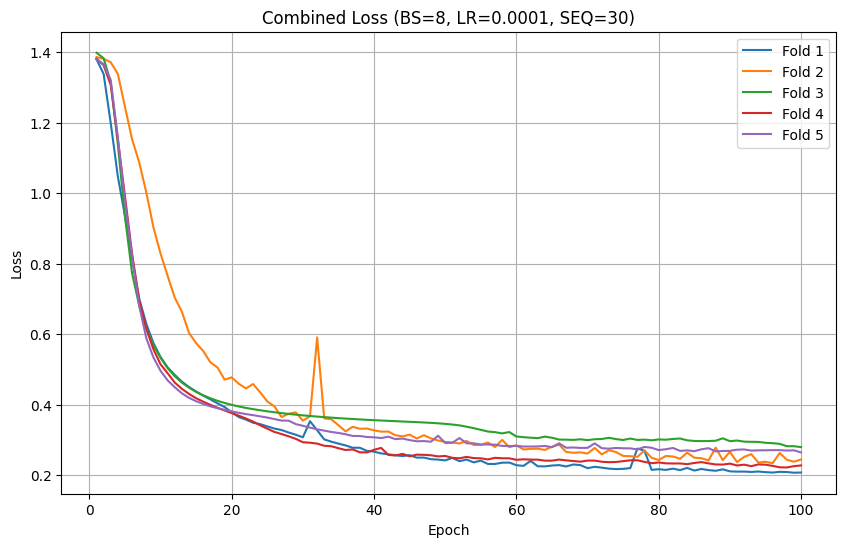 Combined Loss (BS=8, LR=0.0001, SEQ=30)
Fold 1
Fold 2
Fold 3
Fold 4
Fold 5
1.4
1.2
1.0
0.8
0.6
0.4
0.2
Loss
0 20 40 60 80 100
Epoch